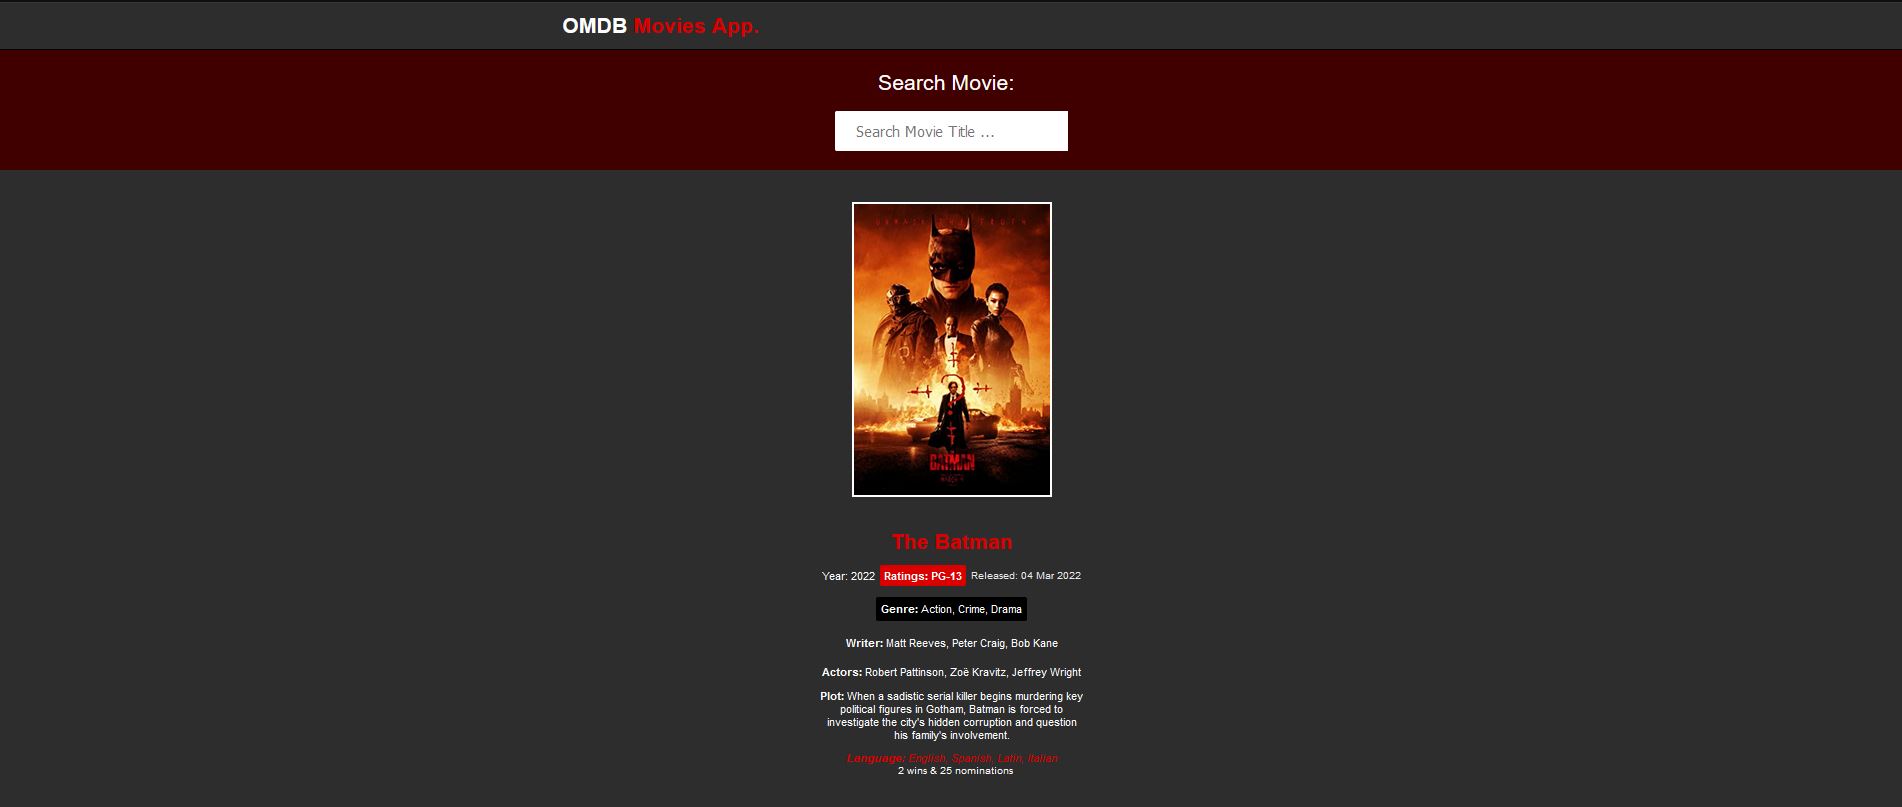 OMDB Movies App.
Search Movie:
Search Movie Title ...
UNMASK THE TRUTH
THE
BATMAN
MARCH 4
The Batman
Year: 2022 Ratings: PG-13 Released: 04 Mar 2022
Genre: Action, Crime, Drama
Writer: Matt Reeves, Peter Craig, Bob Kane
Actors: Robert Pattinson, Zoë Kravitz, Jeffrey Wright
Plot: When a sadistic serial killer begins murdering key
political figures in Gotham, Batman is forced to
investigate the city's hidden corruption and question
his family's involvement.
Language: English, Spanish, Latin, Italian
2 wins & 25 nominations